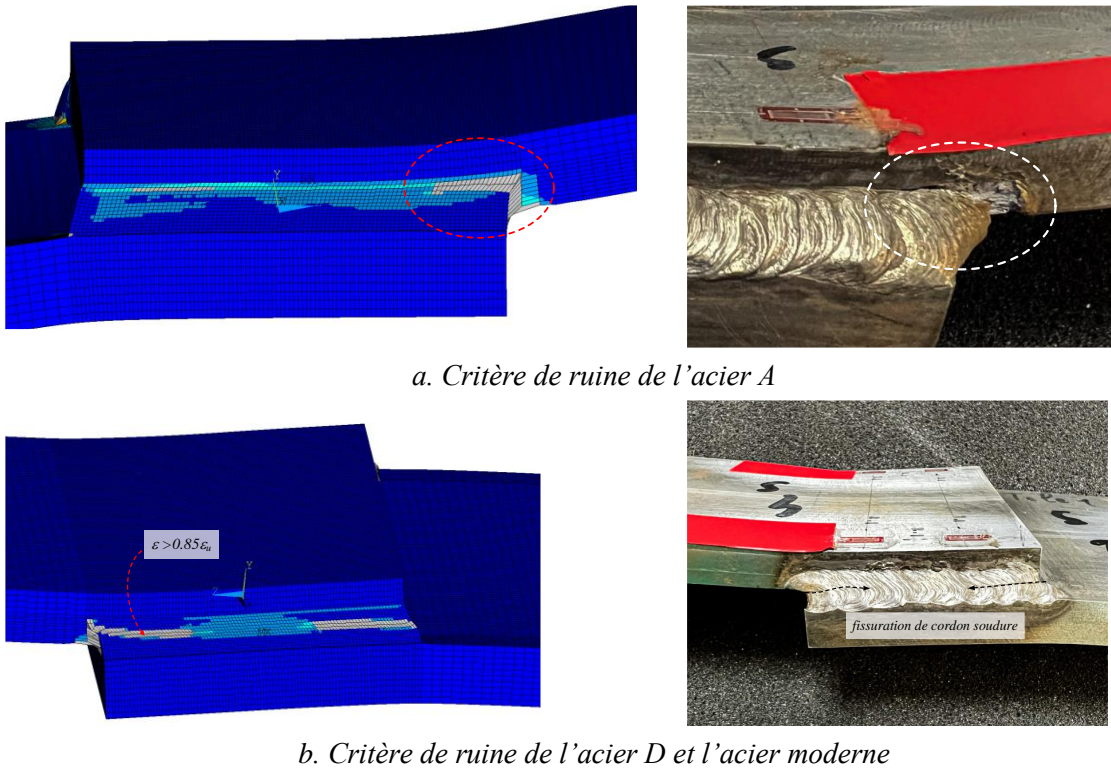 Y
a. Critère de ruine de l’acier A
ε >0.85εᵤ
Y
fissuration de cordon soudure
b. Critère de ruine de l’acier D et l’acier moderne